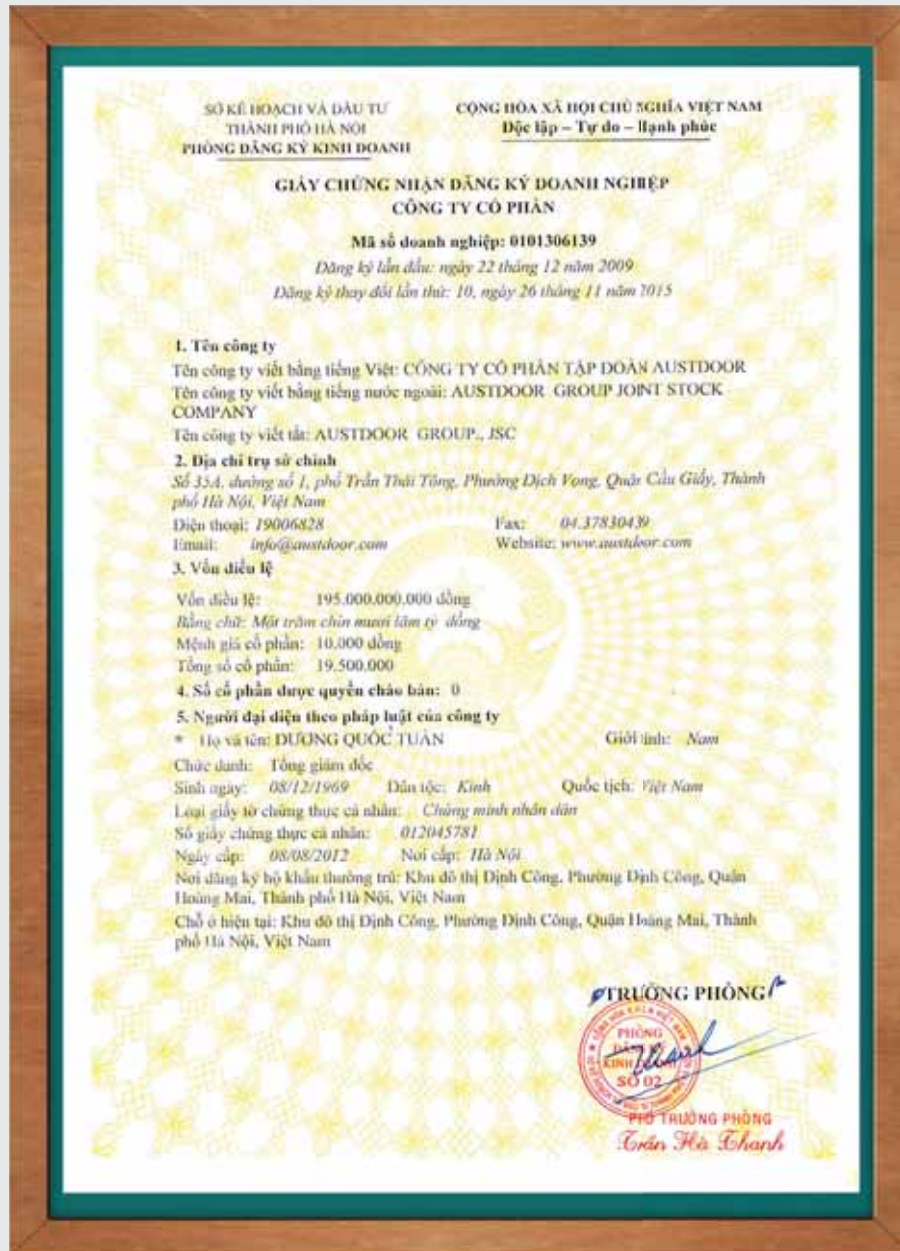 SỞ KẾ HOẠCH VÀ ĐẦU TƯ
THÀNH PHỐ HÀ NỘI
PHÒNG ĐĂNG KÝ KINH DOANH
CỘNG HÒA XÃ HỘI CHỦ NGHĨA VIỆT NAM
Độc lập – Tự do – Hạnh phúc
GIẤY CHỨNG NHẬN ĐĂNG KÝ DOANH NGHIỆP
CÔNG TY CỔ PHẦN
Mã số doanh nghiệp: 0101306139
Đăng ký lần đầu: ngày 22 tháng 12 năm 2009
Đăng ký thay đổi lần thứ: 10, ngày 26 tháng 11 năm 2015
1. Tên công ty
Tên công ty viết bằng tiếng Việt: CÔNG TY CỔ PHẦN TẬP ĐOÀN AUSTDOOR
Tên công ty viết bằng tiếng nước ngoài: AUSTDOOR GROUP JOINT STOCK
COMPANY
Tên công ty viết tắt: AUSTDOOR GROUP., JSC
2. Địa chỉ trụ sở chính
Số 35A, đường số 1, phố Trần Thái Tông, Phường Dịch Vọng, Quận Cầu Giấy, Thành
phố Hà Nội, Việt Nam
Điện thoại: 19006828 Fax: 04.37830439
Email: info@austdoor.com Website: www.austdoor.com
3. Vốn điều lệ
Vốn điều lệ: 195.000.000.000 đồng
Bằng chữ: Một trăm chín mươi lăm tỷ đồng
Mệnh giá cổ phần: 10.000 đồng
Tổng số cổ phần: 19.500.000
4. Số cổ phần được quyền chào bán: 0
5. Người đại diện theo pháp luật của công ty
* Họ và tên: DƯƠNG QUỐC TUẤN Giới tính: Nam
Chức danh: Tổng giám đốc
Sinh ngày: 08/12/1969 Dân tộc: Kinh Quốc tịch: Việt Nam
Loại giấy tờ chứng thực cá nhân: Chứng minh nhân dân
Số giấy chứng thực cá nhân: 012045781
Ngày cấp: 08/08/2012 Nơi cấp: Hà Nội
Nơi đăng ký hộ khẩu thường trú: Khu đô thị Định Công, Phường Định Công, Quận
Hoàng Mai, Thành phố Hà Nội, Việt Nam
Chỗ ở hiện tại: Khu đô thị Định Công, Phường Định Công, Quận Hoàng Mai, Thành
phố Hà Nội, Việt Nam
TRƯỞNG PHÒNG
PHÒNG
KINH
SỐ 02
PHÓ TRƯỞNG PHÒNG
Trần Hà Thanh